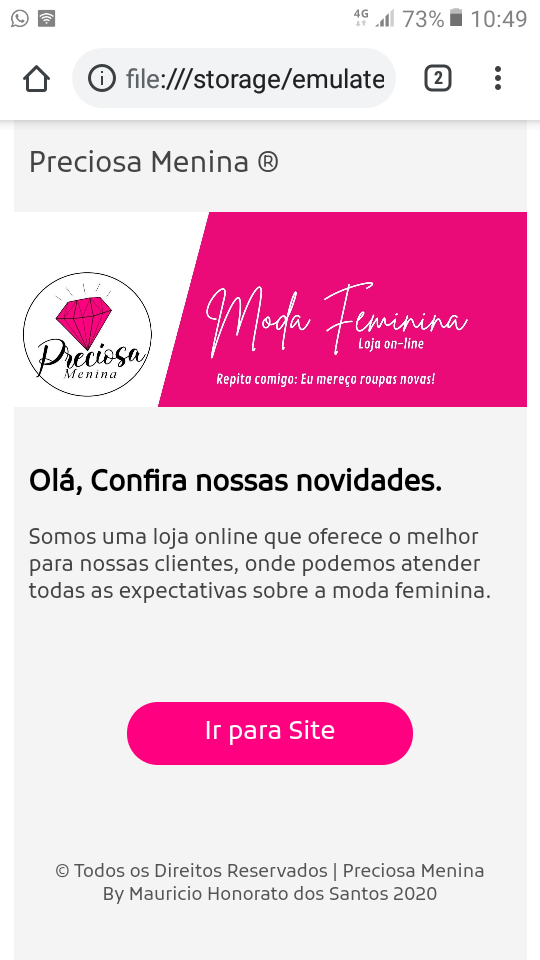 4G 73% 10:49
file:///storage/emulate
2
Preciosa Menina ®
Moda Feminina
Loja on-line
Preciosa
Menina
Repita comigo: Eu mereço roupas novas!
Olá, Confira nossas novidades.
Somos uma loja online que oferece o melhor
para nossas clientes, onde podemos atender
todas as expectativas sobre a moda feminina.
Ir para Site
© Todos os Direitos Reservados | Preciosa Menina
By Mauricio Honorato dos Santos 2020